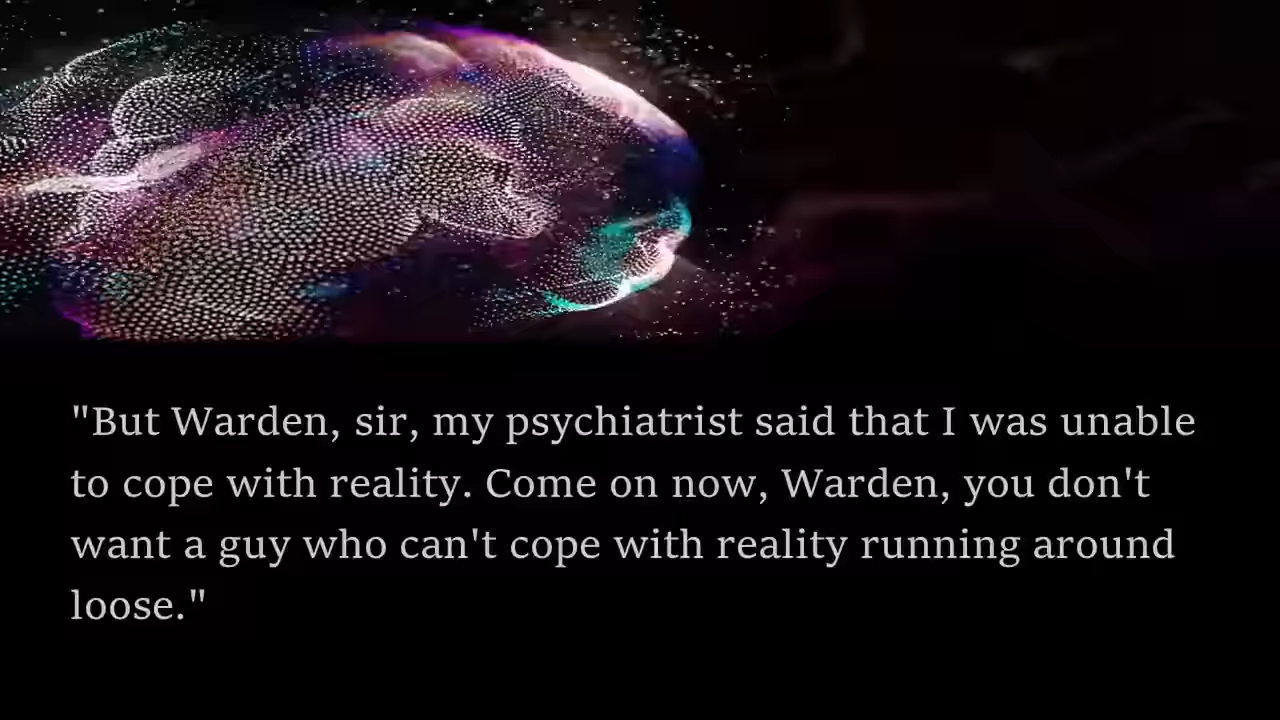 "But Warden, sir, my psychiatrist said that I was unable
to cope with reality. Come on now, Warden, you don't
want a guy who can't cope with reality running around
loose."